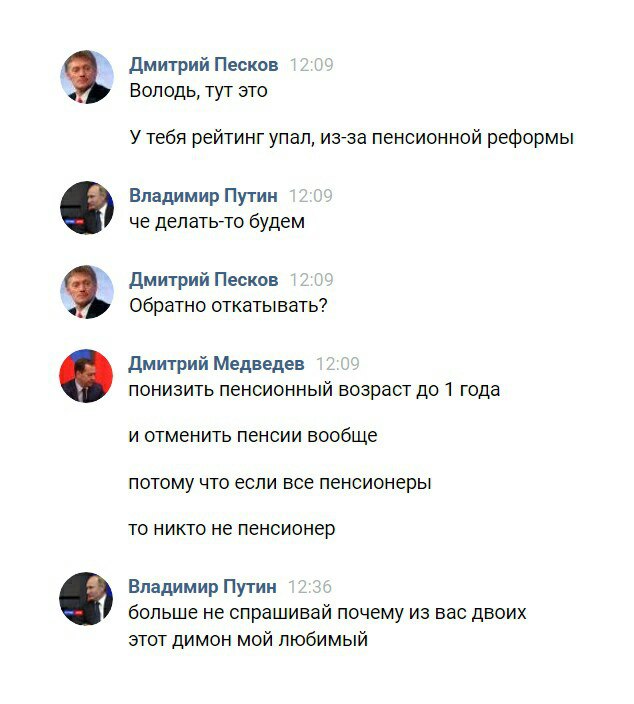 Дмитрий Песков 12:09
Володь, тут это
У тебя рейтинг упал, из-за пенсионной реформы
Владимир Путин 12:09
че делать-то будем
Дмитрий Песков 12:09
Обратно откатывать?
Дмитрий Медведев 12:09
понизить пенсионный возраст до 1 года
и отменить пенсии вообще
потому что если все пенсионеры
то никто не пенсионер
Владимир Путин 12:36
больше не спрашивай почему из вас двоих
этот димон мой любимый